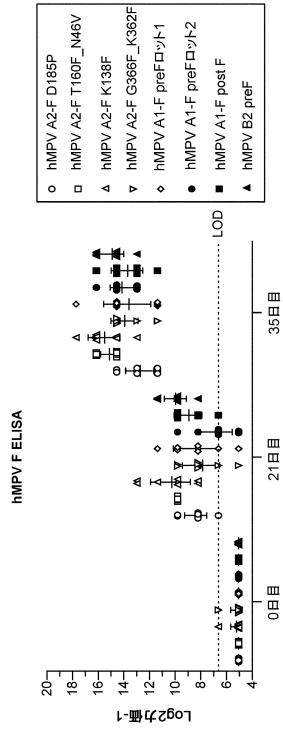 hMPV F ELISA
Log2力価-1
20
18
16
14
12
10
8
6
4
0日目
21日目
35日目
LOD
hMPV A2-F D185P
hMPV A2-F T160F_N46V
hMPV A2-F K138F
hMPV A2-F G366F_K362F
hMPV A1-F preFロット1
hMPV A1-F preFロット2
hMPV A1-F post F
hMPV B2 preF